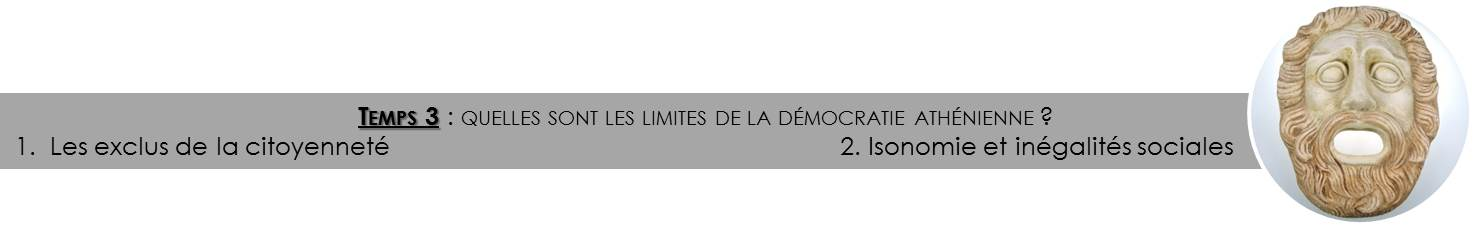 TEMPS 3 : QUELLES SONT LES LIMITES DE LA DÉMOCRATIE ATHÉNIENNE ?
1. Les exclus de la citoyenneté 2. Isonomie et inégalités sociales